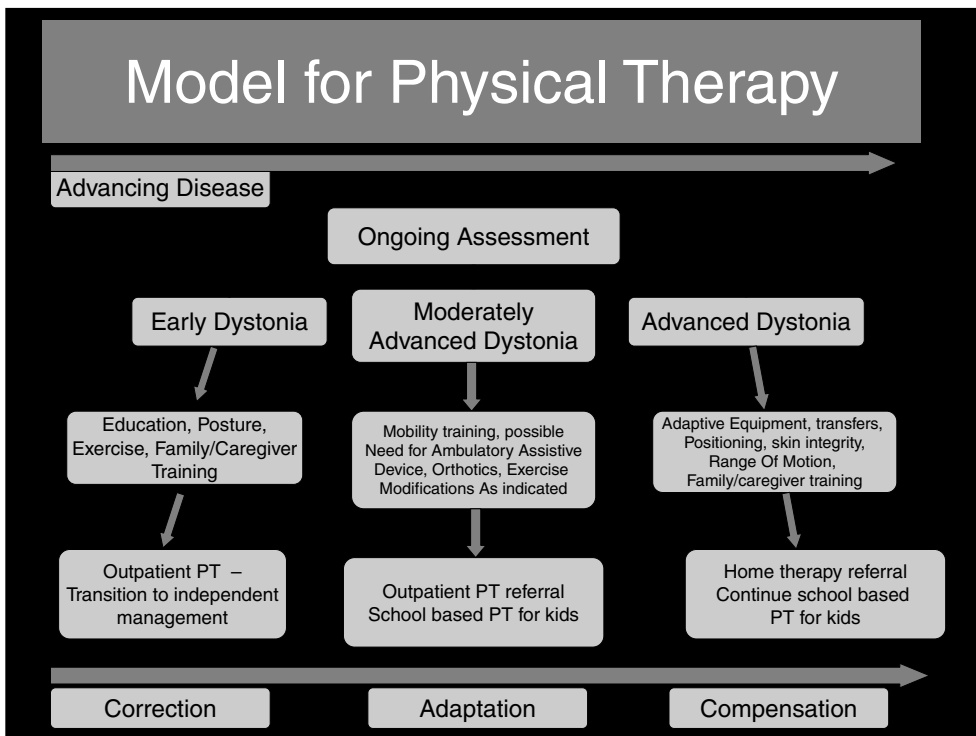 Model for Physical Therapy
Advancing Disease
Ongoing Assessment
Early Dystonia
Moderately
Advanced Dystonia
Advanced Dystonia
Education, Posture,
Exercise, Family/Caregiver
Training
Mobility training, possible
Need for Ambulatory Assistive
Device, Orthotics, Exercise
Modifications As indicated
Adaptive Equipment, transfers,
Positioning, skin integrity,
Range Of Motion,
Family/caregiver training
Outpatient PT –
Transition to independent
management
Outpatient PT referral
School based PT for kids
Home therapy referral
Continue school based
PT for kids
Correction
Adaptation
Compensation